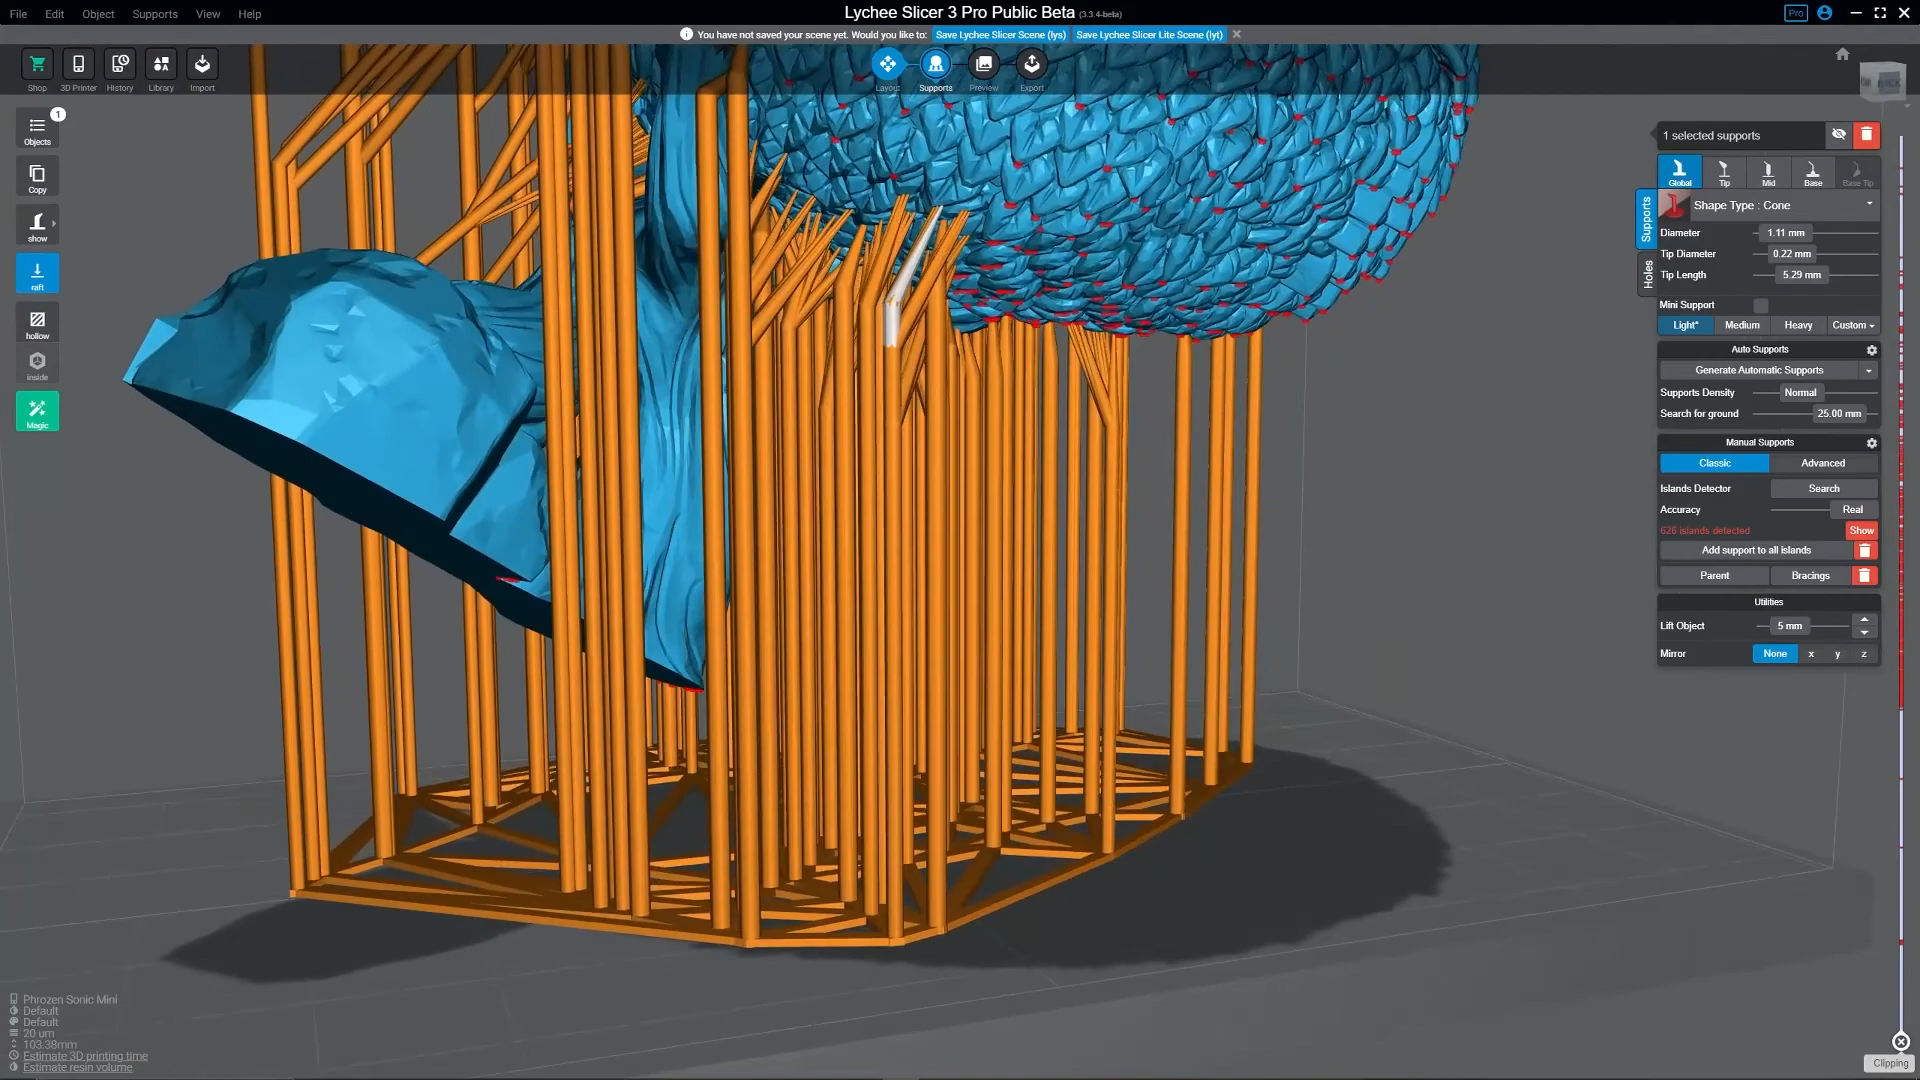 File Edit Object Supports View Help
Lychee Slicer 3 Pro Public Beta (3.3.4-beta)
Pro
You have not saved your scene yet. Would you like to: Save Lychee Slicer Scene (lys) Save Lychee Slicer Lite Scene (lyt)
Shop 3D Printer History Library Import
Layout Supports Preview Export
1
Objects
Copy
show
raft
hollow
inside
Magic
1 selected supports
Global Tip Mid Base Base Tip
Supports
Holes
Shape Type : Cone
Diameter 1.11 mm
Tip Diameter 0.22 mm
Tip Length 5.29 mm
Mini Support
Light* Medium Heavy Custom
Auto Supports
Generate Automatic Supports
Supports Density Normal
Search for ground 25.00 mm
Manual Supports
Classic Advanced
Islands Detector Search
Accuracy Real
626 islands detected Show
Add support to all islands
Parent Bracings
Utilities
Lift Object 5 mm
Mirror None x y z
Phrozen Sonic Mini
Default
Default
20 um
103.38mm
Estimate 3D printing time
Estimate resin volume
Clipping